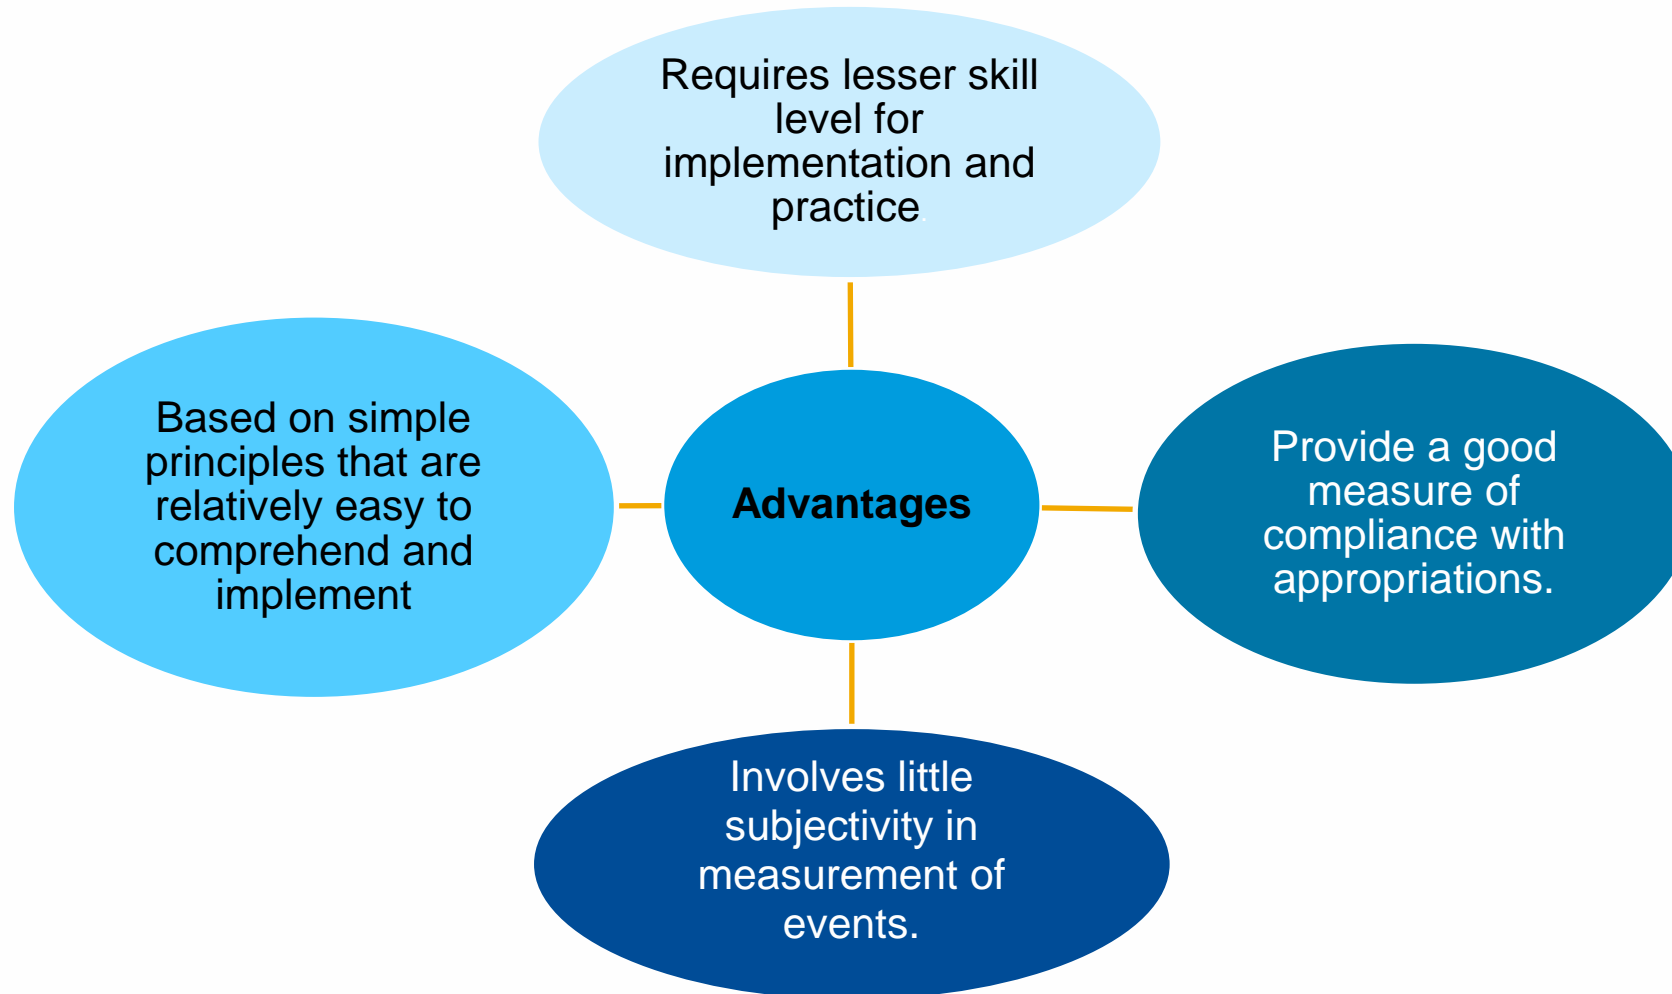 Requires lesser skill
level for
implementation and
practice.
Based on simple
principles that are
relatively easy to
comprehend and
implement
Advantages
Provide a good
measure of
compliance with
appropriations.
Involves little
subjectivity in
measurement of
events.